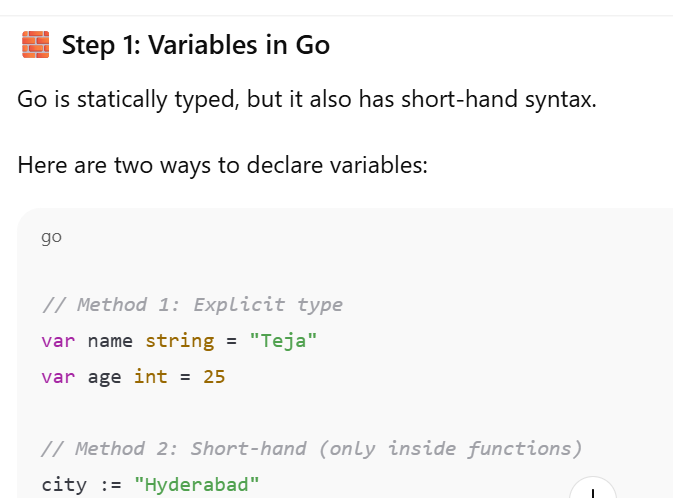 🧱 Step 1: Variables in Go
Go is statically typed, but it also has short-hand syntax.
Here are two ways to declare variables:
go
// Method 1: Explicit type
var name string = "Teja"
var age int = 25
// Method 2: Short-hand (only inside functions)
city := "Hyderabad"